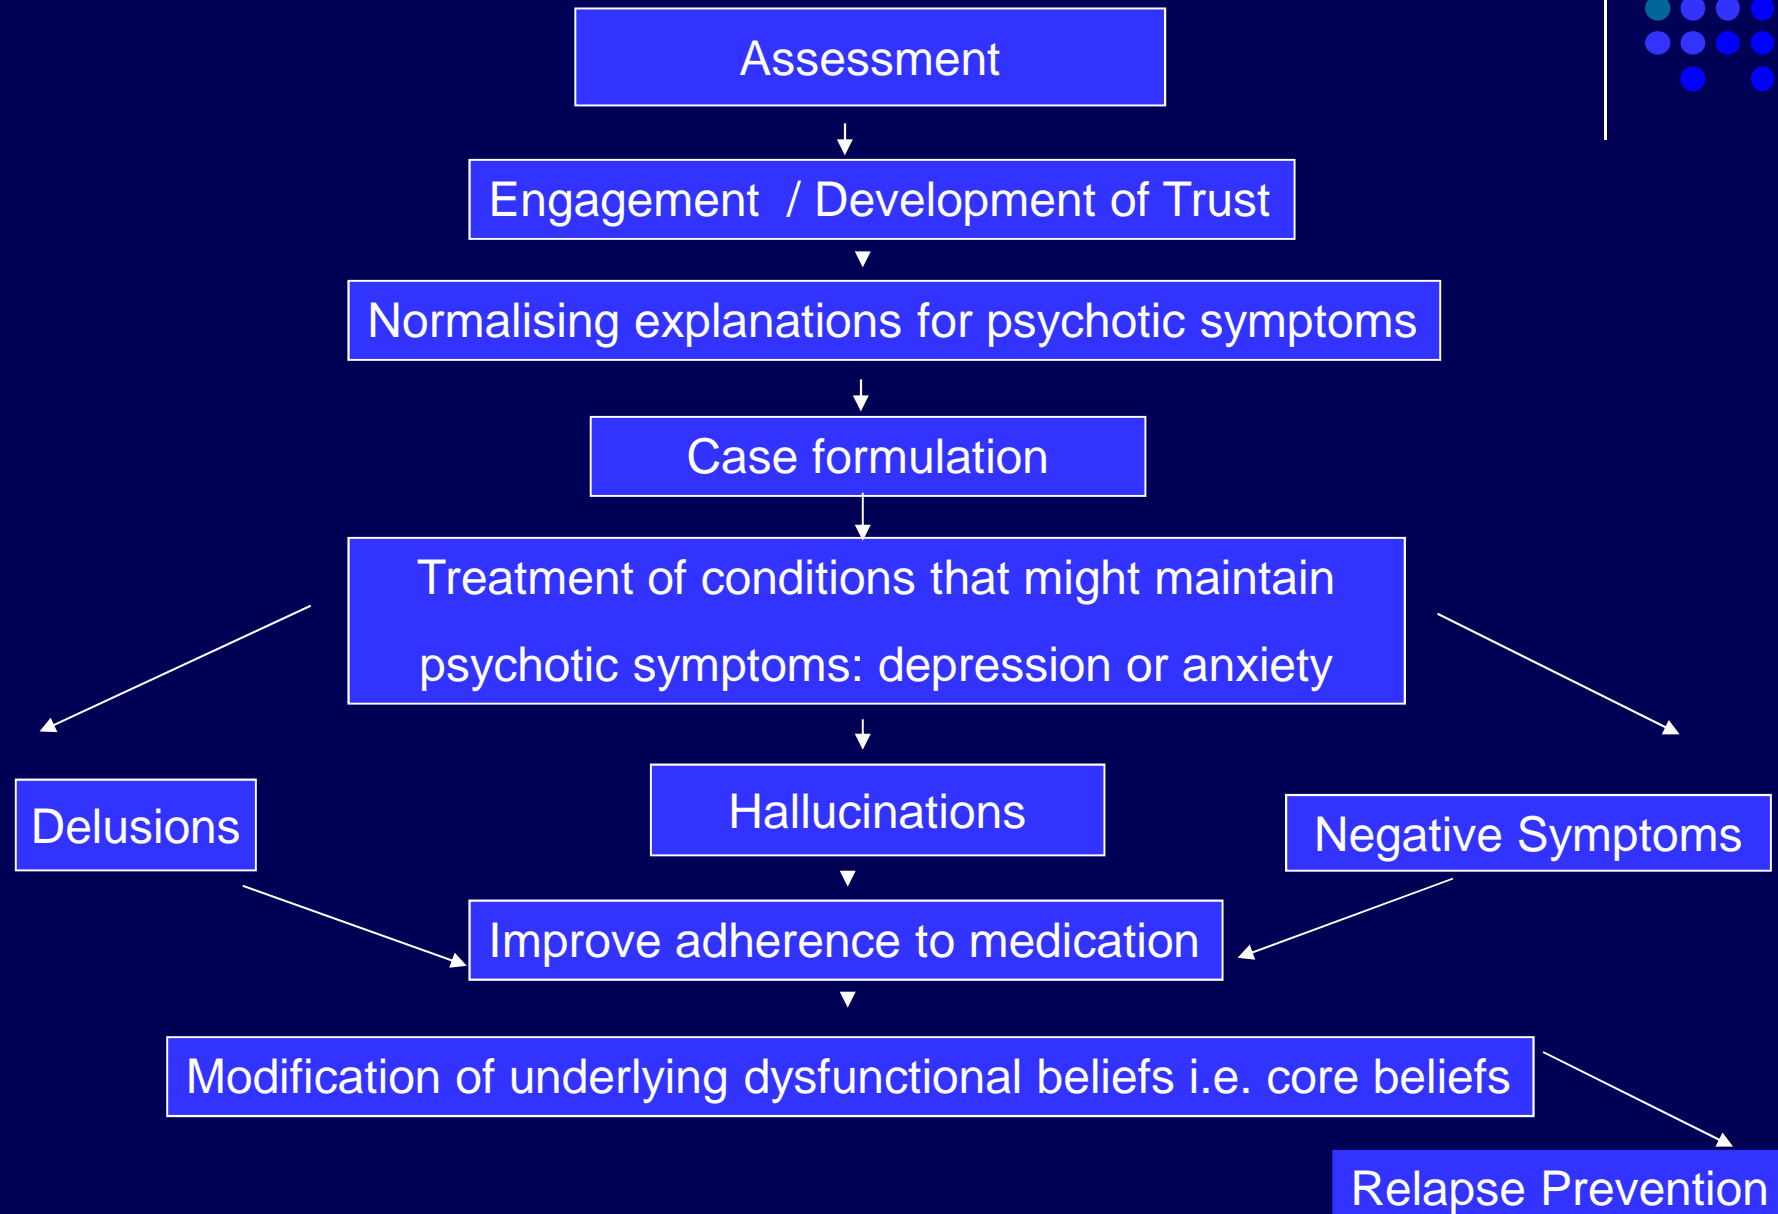 Assessment
Engagement / Development of Trust
Normalising explanations for psychotic symptoms
Case formulation
Treatment of conditions that might maintain
psychotic symptoms: depression or anxiety
Delusions
Hallucinations
Negative Symptoms
Improve adherence to medication
Modification of underlying dysfunctional beliefs i.e. core beliefs
Relapse Prevention